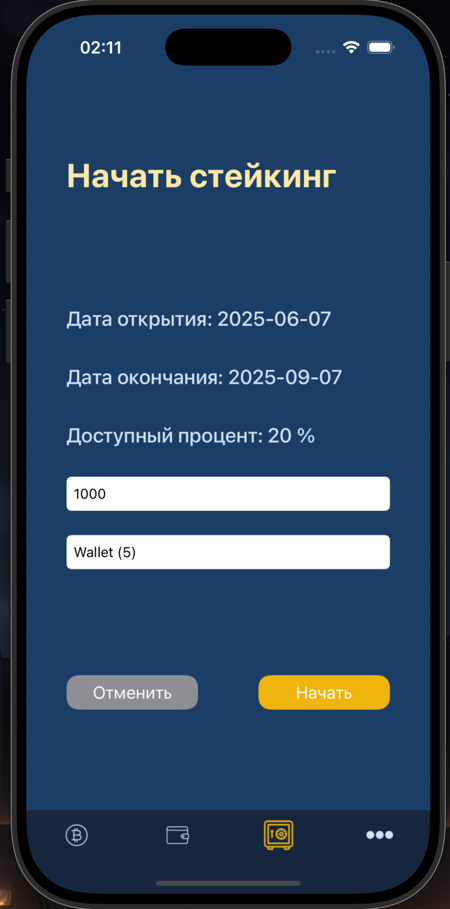 02:11
Начать стейкинг
Дата открытия: 2025-06-07
Дата окончания: 2025-09-07
Доступный процент: 20 %
1000
Wallet (5)
Отменить Начать